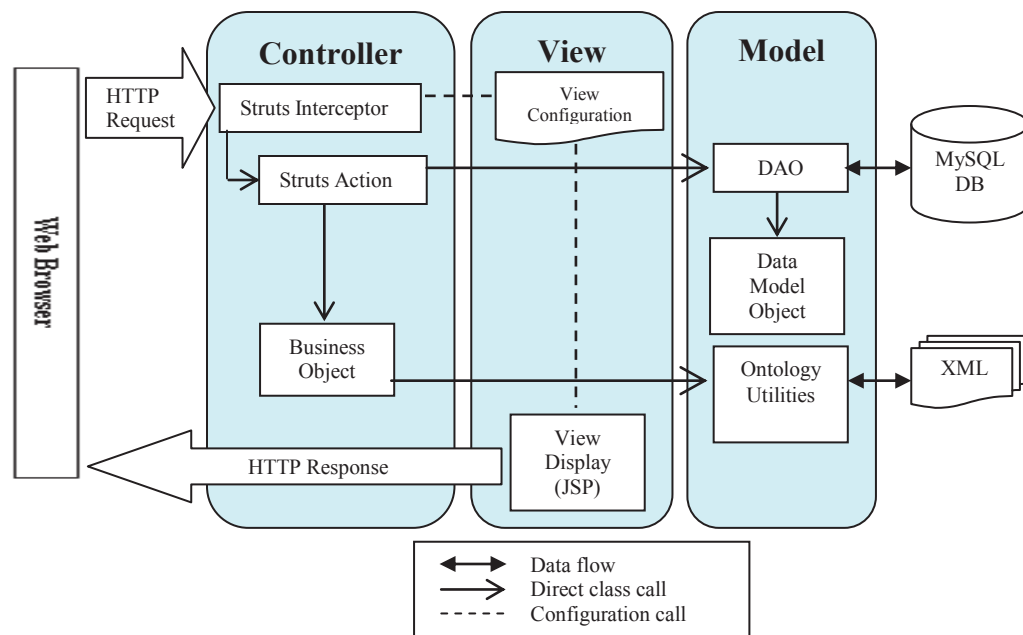 Controller
View
Model
Web Browser
HTTP
Request
Struts Interceptor
View
Configuration
Struts Action
DAO
MySQL
DB
Data
Model
Object
Business
Object
Ontology
Utilities
XML
View
Display
(JSP)
HTTP Response
Data flow
Direct class call
Configuration call